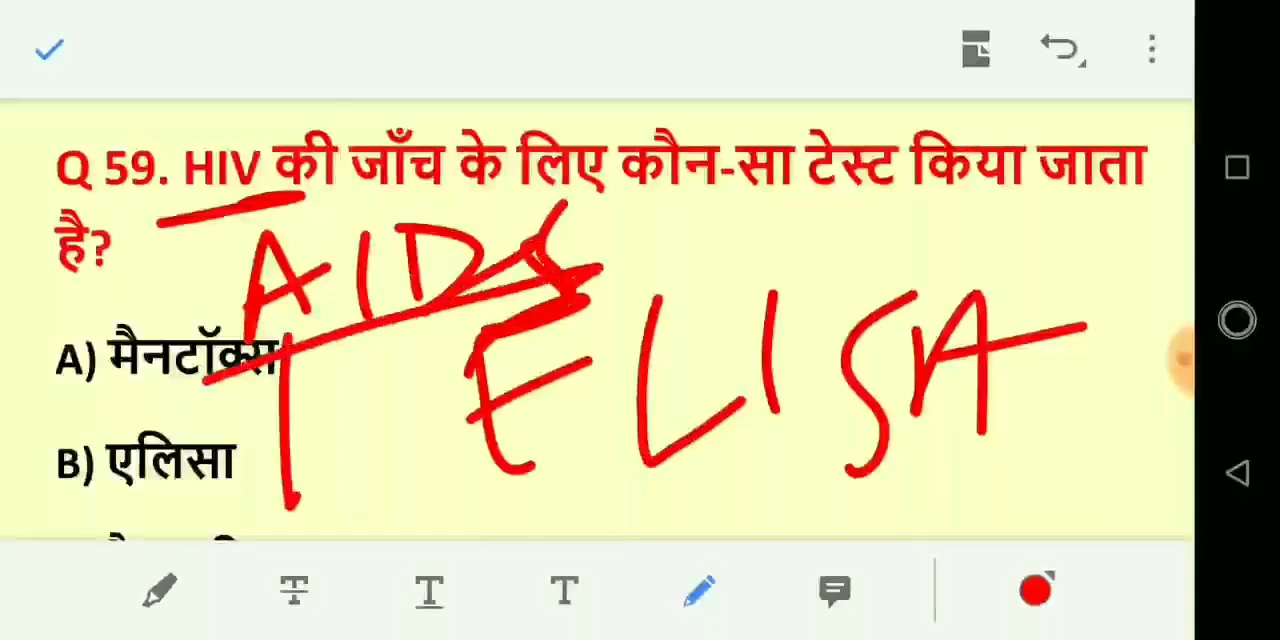 Q 59. HIV की जाँच के लिए कौन-सा टेस्ट किया जाता
है?
AIDS
T ELISA
A) मैनटॉक्स
B) एलिसा